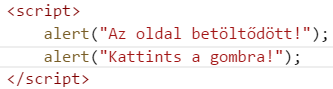 <script>
    alert("Az oldal betöltődött!");
    alert("Kattints a gombra!");
</script>